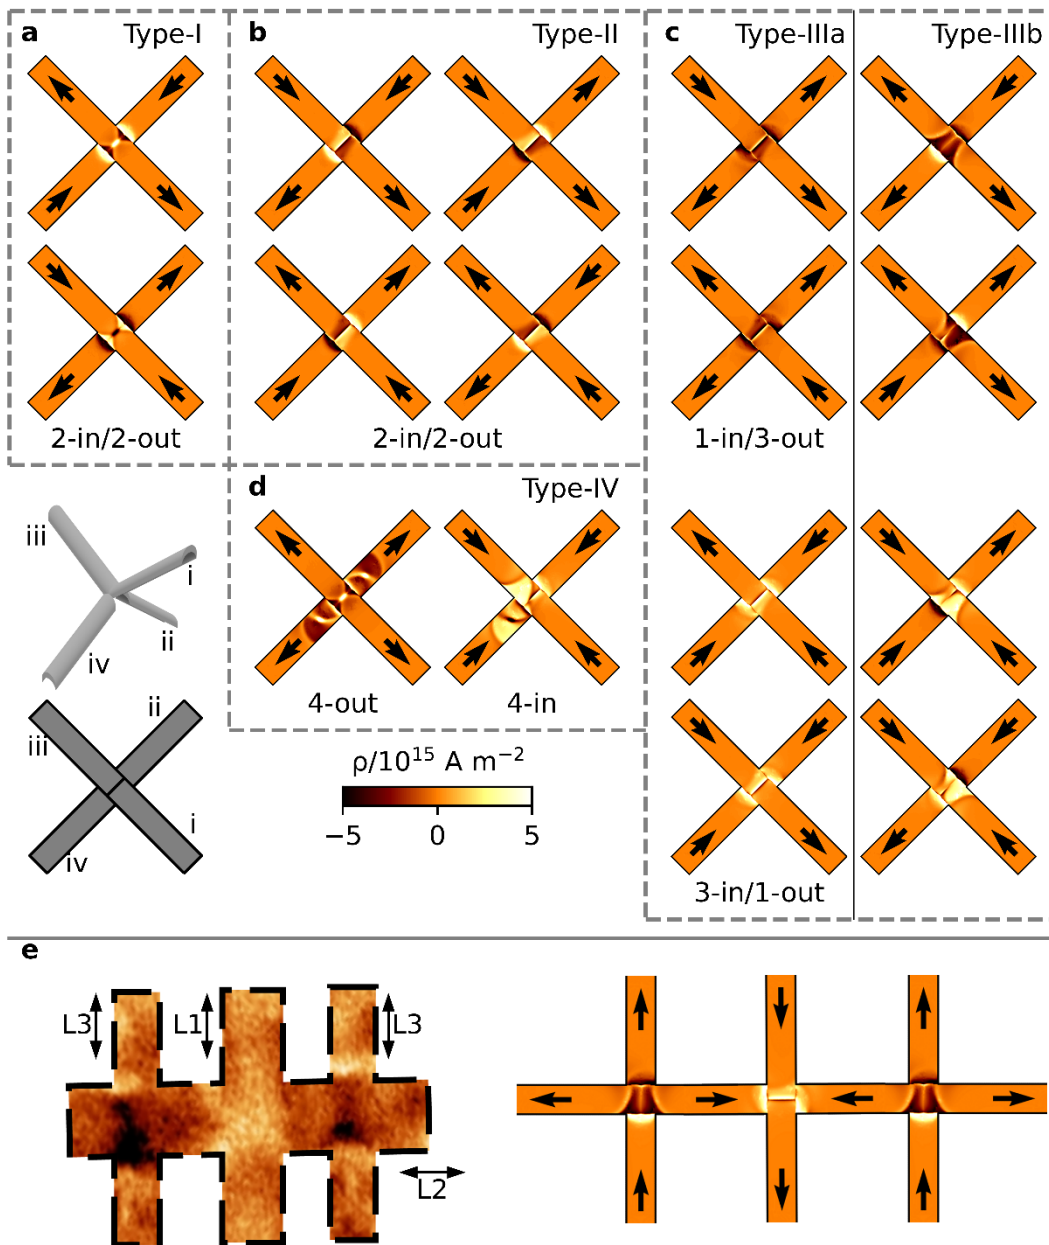 a Type-I
b Type-II
c Type-IIIa Type-IIIb
2-in/2-out
2-in/2-out
1-in/3-out
d Type-IV
iii
i
ii
iv
4-out 4-in
ii
iii
i
iv
ρ/10¹⁵ A m⁻²
−5 0 5
3-in/1-out
e
L3 L1 L3
L2